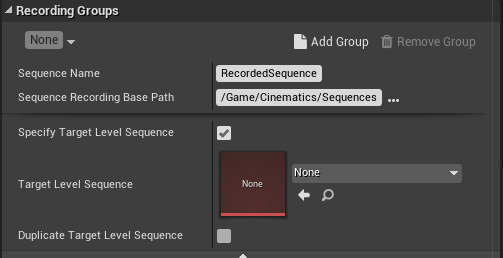 Recording Groups
None Add Group Remove Group
Sequence Name RecordedSequence
Sequence Recording Base Path /Game/Cinematics/Sequences ...
Specify Target Level Sequence
Target Level Sequence None None
Duplicate Target Level Sequence